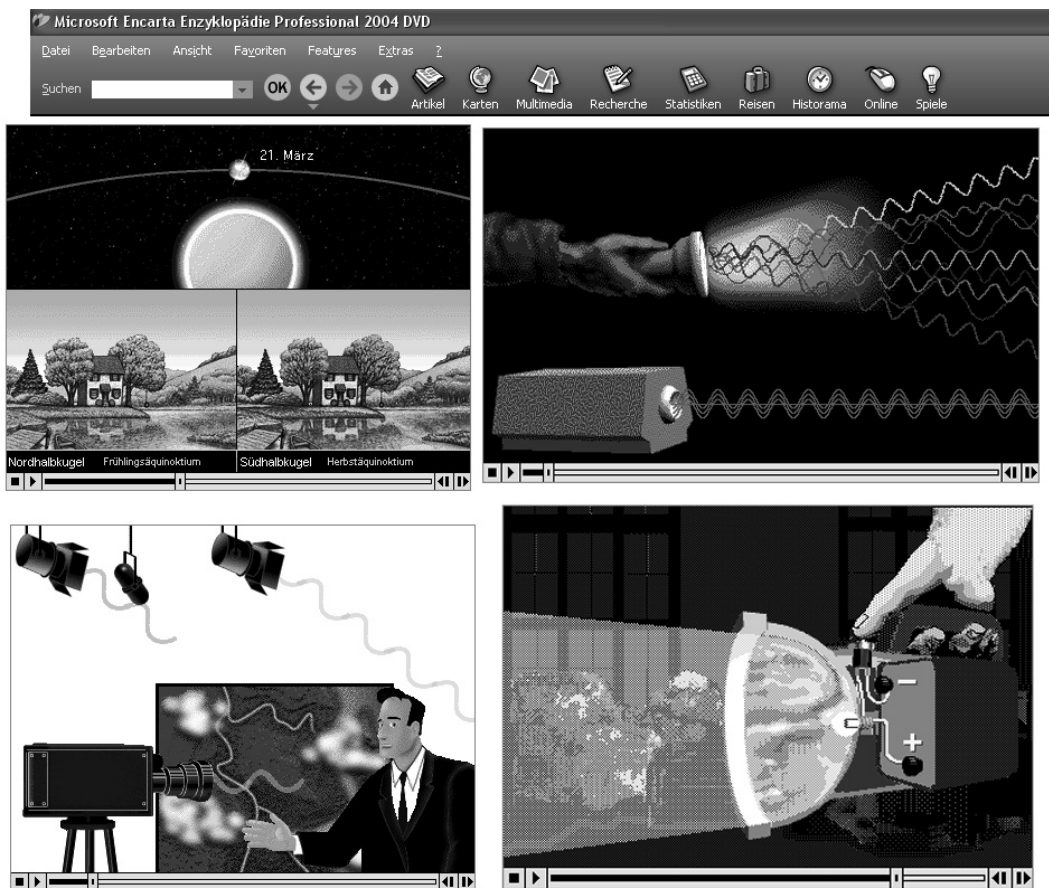 Microsoft Encarta Enzyklopädie Professional 2004 DVD
Datei Bearbeiten Ansicht Favoriten Features Extras ?
Suchen OK Artikel Karten Multimedia Recherche Statistiken Reisen Historama Online Spiele
21. März
Nordhalbkugel Frühlingsäquinoktium Südhalbkugel Herbstäquinoktium
−
+